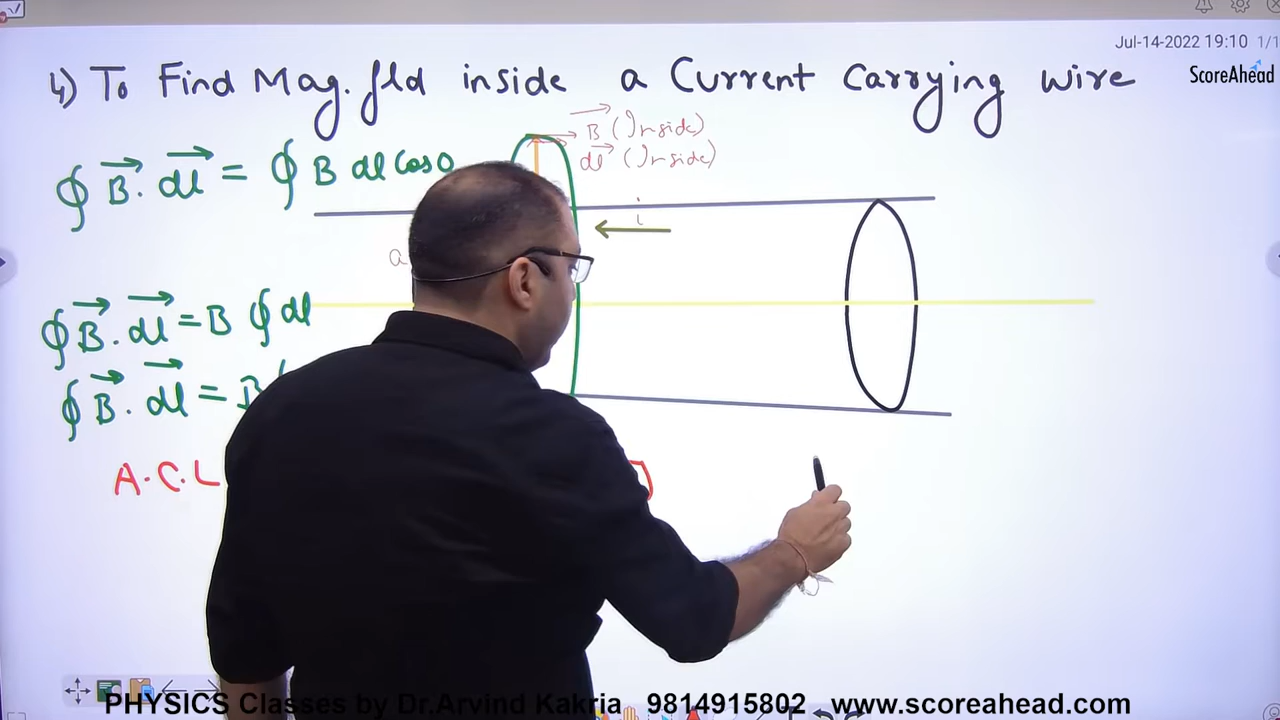 Jul-14-2022 19:10 1/1
ScoreAhead
4) To Find Mag. fld inside a Current Carrying wire
B (Inside)
dl (Inside)
∮ B. dl = ∮ B dl Cos0
i
a
∮ B. dl = B ∮ dl
∮ B. dl = B(
A.C.L
PHYSICS Classes by Dr.Arvind Kakria 9814915802 www.scoreahead.com